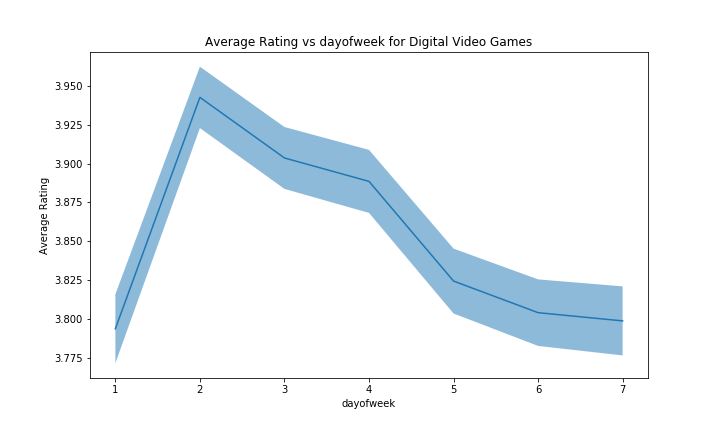 Average Rating vs dayofweek for Digital Video Games
3.950
3.925
3.900
3.875
3.850
3.825
3.800
3.775
Average Rating
1 2 3 4 5 6 7
dayofweek